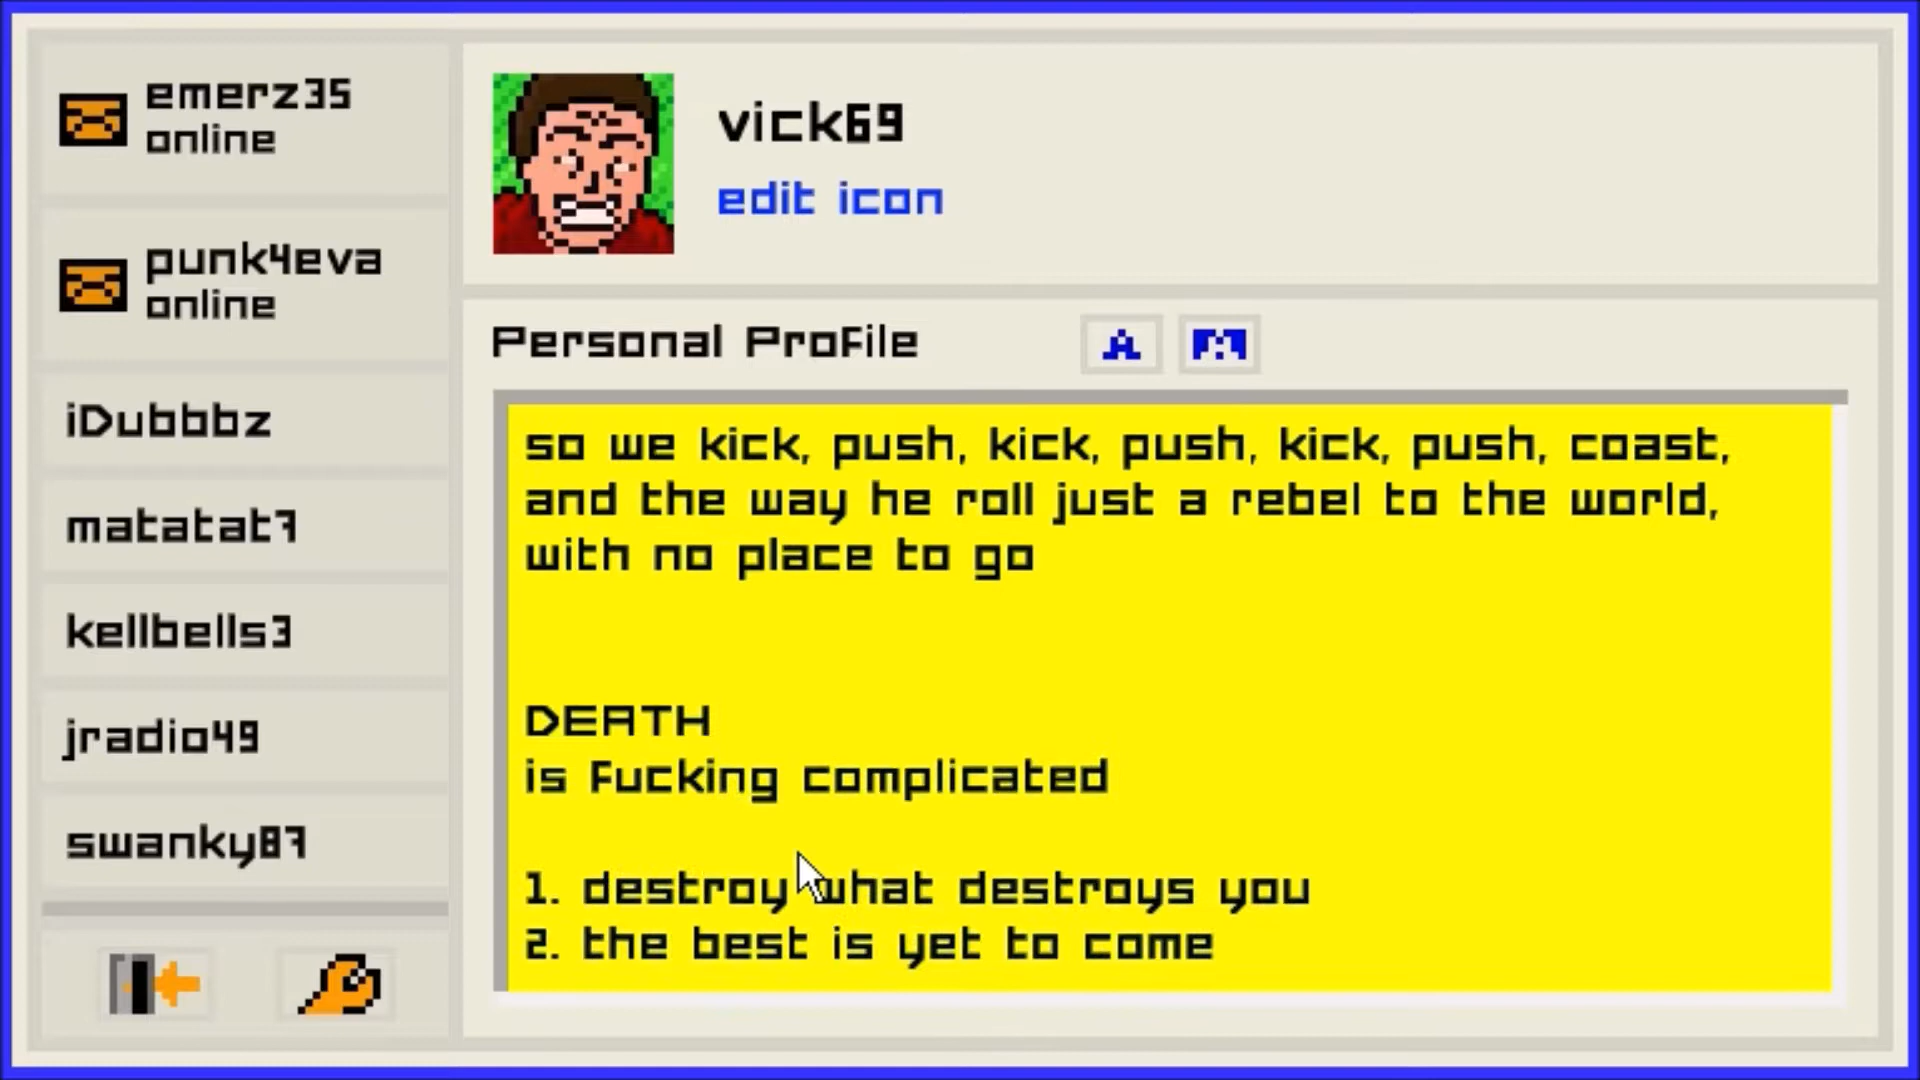 emerz35
online
punk4eva
online
iDubbbz
matatat7
kellbells3
jradio49
swanky87
vick69
edit icon
Personal Profile
A
so we kick, push, kick, push, kick, push, coast,
and the way he roll just a rebel to the world,
with no place to go
DEATH
is fucking complicated
1. destroy what destroys you
2. the best is yet to come